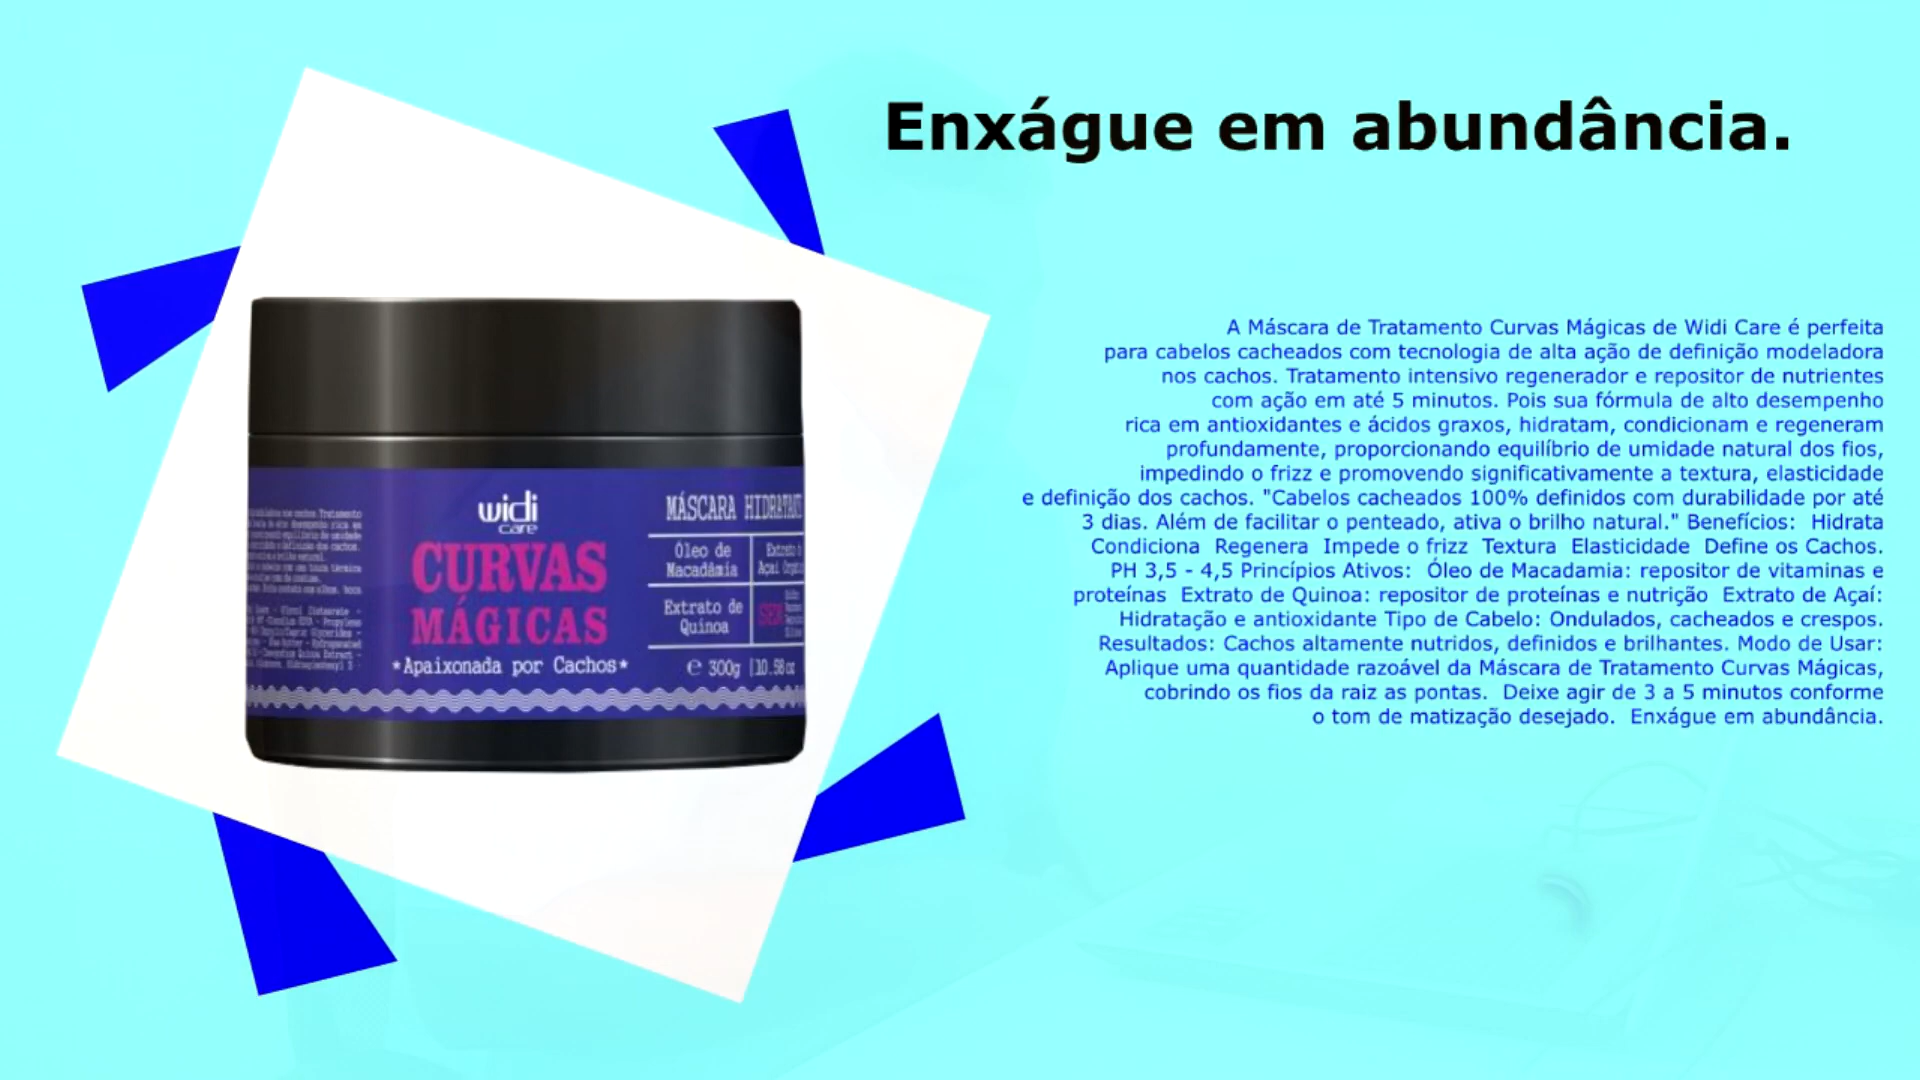 Enxágue em abundância.
A Máscara de Tratamento Curvas Mágicas de Widi Care é perfeita
para cabelos cacheados com tecnologia de alta ação de definição modeladora
nos cachos. Tratamento intensivo regenerador e repositor de nutrientes
com ação em até 5 minutos. Pois sua fórmula de alto desempenho
rica em antioxidantes e ácidos graxos, hidratam, condicionam e regeneram
profundamente, proporcionando equilíbrio de umidade natural dos fios,
impedindo o frizz e promovendo significativamente a textura, elasticidade
e definição dos cachos. "Cabelos cacheados 100% definidos com durabilidade por até
3 dias. Além de facilitar o penteado, ativa o brilho natural." Benefícios:  Hidrata
Condiciona  Regenera  Impede o frizz  Textura  Elasticidade  Define os Cachos.
PH 3,5 - 4,5 Princípios Ativos:  Óleo de Macadamia: repositor de vitaminas e
proteínas  Extrato de Quinoa: repositor de proteínas e nutrição  Extrato de Açaí:
Hidratação e antioxidante Tipo de Cabelo: Ondulados, cacheados e crespos.
Resultados: Cachos altamente nutridos, definidos e brilhantes. Modo de Usar:
Aplique uma quantidade razoável da Máscara de Tratamento Curvas Mágicas,
cobrindo os fios da raiz as pontas.  Deixe agir de 3 a 5 minutos conforme
o tom de matização desejado.  Enxágue em abundância.
widi
care
CURVAS
MÁGICAS
*Apaixonada por Cachos*
MÁSCARA
Óleo de
Macadâmia
Extrato
Açaí
Extrato de
Quinoa
SEM
℮ 300g | 10.58 oz